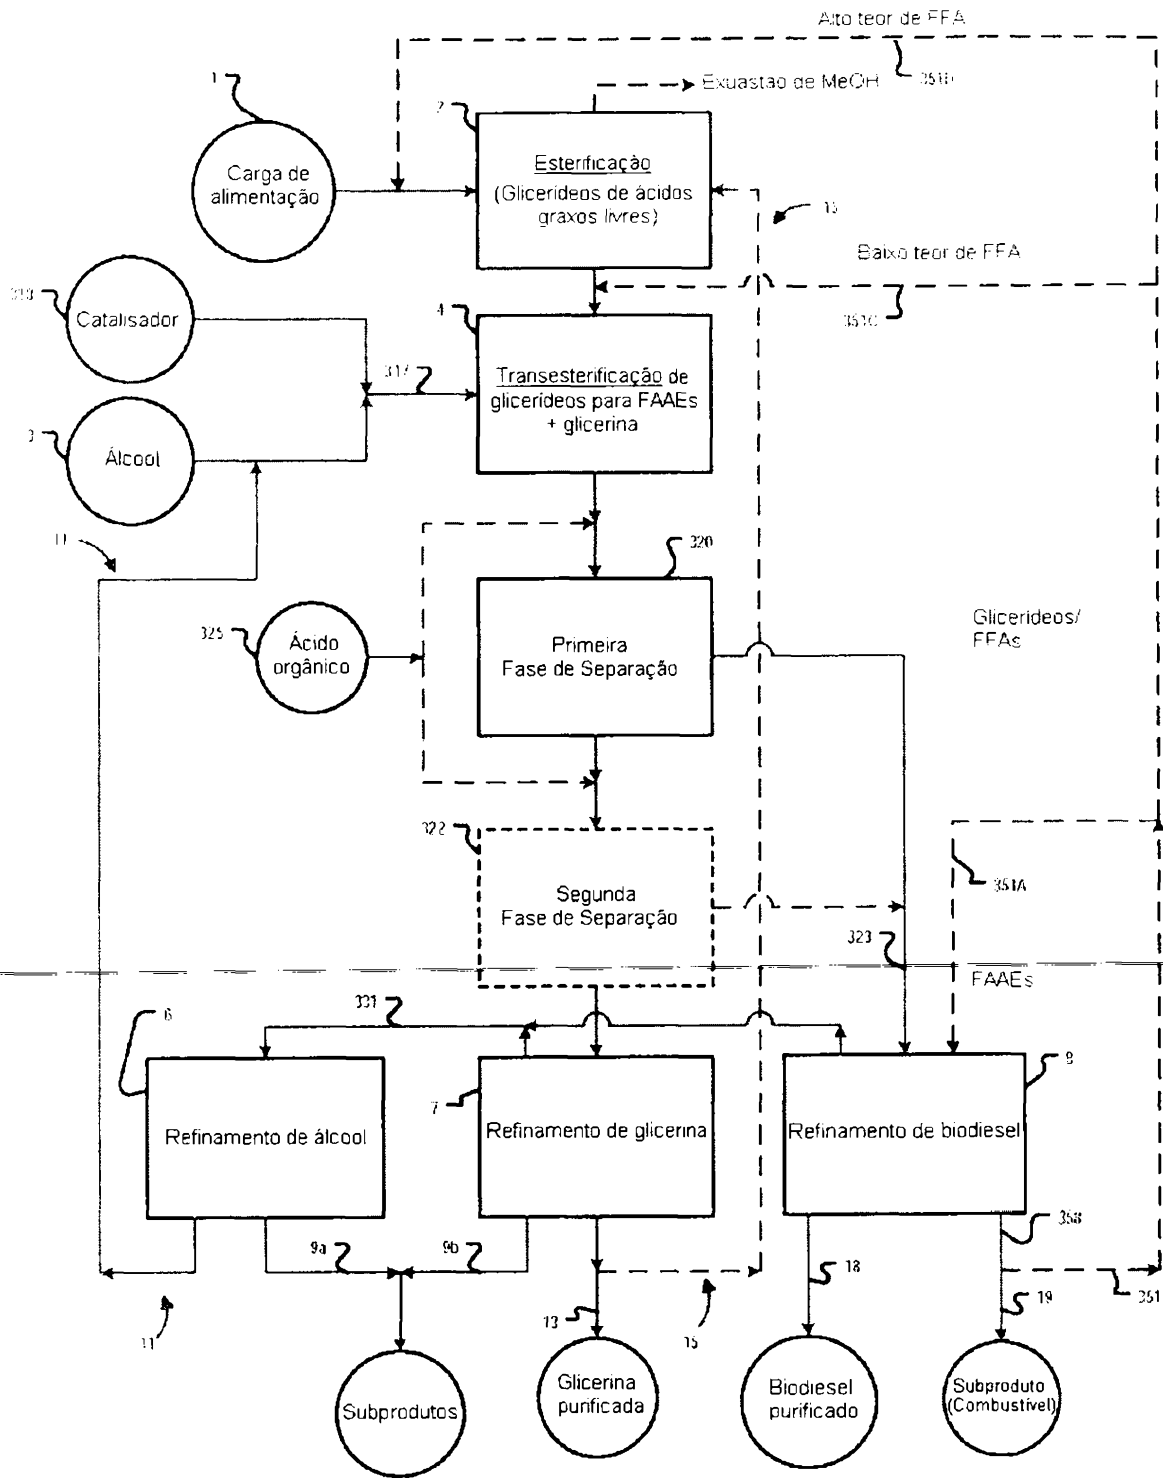 Alto teor de FFA
351B
Exuastão de MeOH
1
2
Carga de
alimentação
Esterificação
(Glicerídeos de ácidos
graxos livres)
15
Baixo teor de FFA
351C
Catalisador
4
317
Transesterificação de
glicerídeos para FAAEs
+ glicerina
3
Álcool
11
320
325
Ácido
orgânico
Primeira
Fase de Separação
Glicerídeos/
FFAs
322
Segunda
Fase de Separação
351A
323
FAAEs
331
6
7
8
Refinamento de álcool
Refinamento de glicerina
Refinamento de biodiesel
358
9a
9b
18
351
19
13
11
15
Subprodutos
Glicerina
purificada
Biodiesel
purificado
Subproduto
(Combustível)